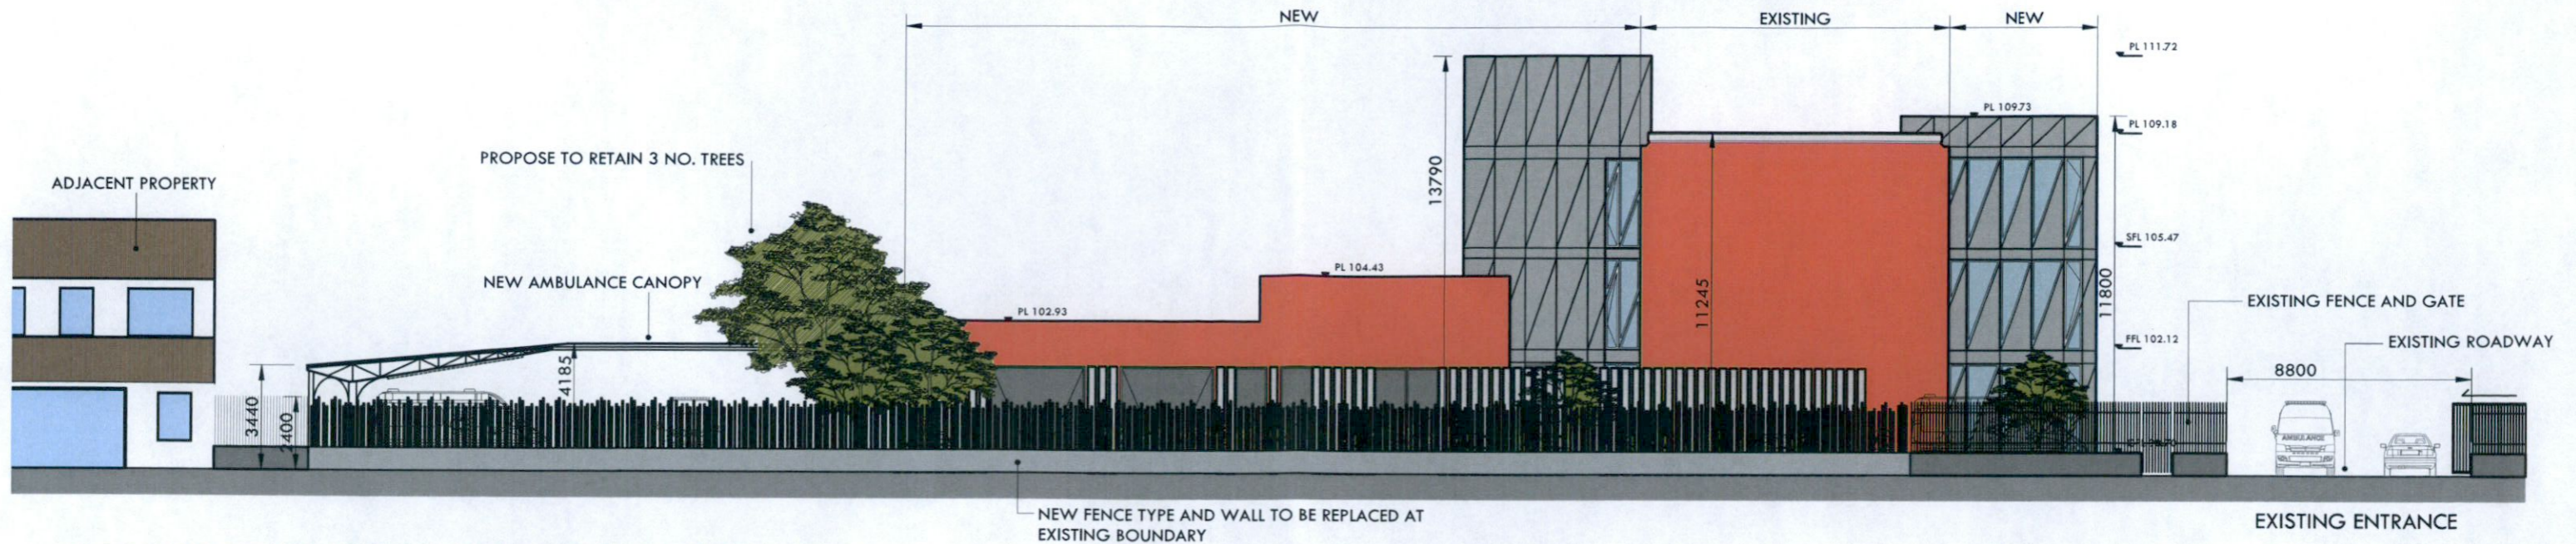 NEW
EXISTING
NEW
PL 111.72
PL 109.73
PL 109.18
PROPOSE TO RETAIN 3 NO. TREES
13790
ADJACENT PROPERTY
SFL 105.47
PL 104.43
NEW AMBULANCE CANOPY
11245
11800
EXISTING FENCE AND GATE
PL 102.93
FFL 102.12
EXISTING ROADWAY
8800
4185
3440
2400
AMBULANCE
NEW FENCE TYPE AND WALL TO BE REPLACED AT
EXISTING BOUNDARY
EXISTING ENTRANCE